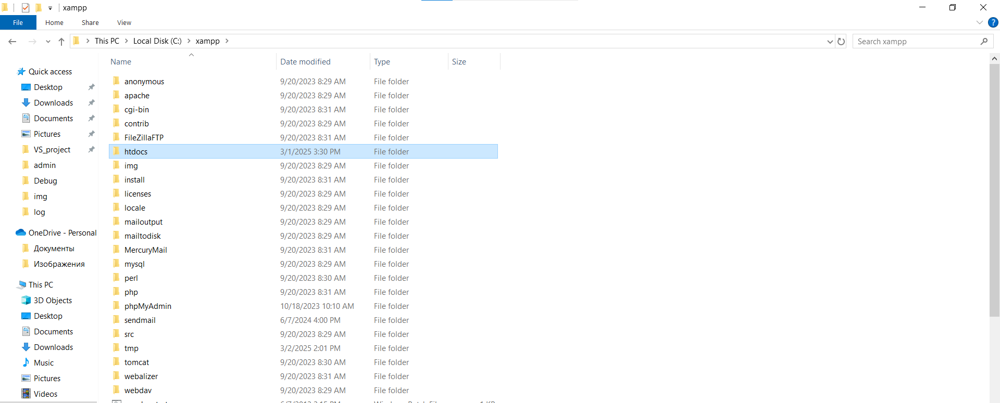 xampp
File Home Share View
This PC Local Disk (C:) xampp
Search xampp
Quick access
Desktop
Downloads
Documents
Pictures
VS_project
admin
Debug
img
log
OneDrive - Personal
Документы
Изображения
This PC
3D Objects
Desktop
Documents
Downloads
Music
Pictures
Videos
Name Date modified Type Size
anonymous 9/20/2023 8:29 AM File folder
apache 9/20/2023 8:29 AM File folder
cgi-bin 9/20/2023 8:31 AM File folder
contrib 9/20/2023 8:29 AM File folder
FileZillaFTP 9/20/2023 8:31 AM File folder
htdocs 3/1/2025 3:30 PM File folder
img 9/20/2023 8:29 AM File folder
install 9/20/2023 8:31 AM File folder
licenses 9/20/2023 8:29 AM File folder
locale 9/20/2023 8:29 AM File folder
mailoutput 9/20/2023 8:29 AM File folder
mailtodisk 9/20/2023 8:29 AM File folder
MercuryMail 9/20/2023 8:31 AM File folder
mysql 9/20/2023 8:29 AM File folder
perl 9/20/2023 8:30 AM File folder
php 9/20/2023 8:31 AM File folder
phpMyAdmin 10/18/2023 10:10 AM File folder
sendmail 6/7/2024 4:00 PM File folder
src 9/20/2023 8:29 AM File folder
tmp 3/2/2025 2:01 PM File folder
tomcat 9/20/2023 8:30 AM File folder
webalizer 9/20/2023 8:31 AM File folder
webdav 9/20/2023 8:29 AM File folder